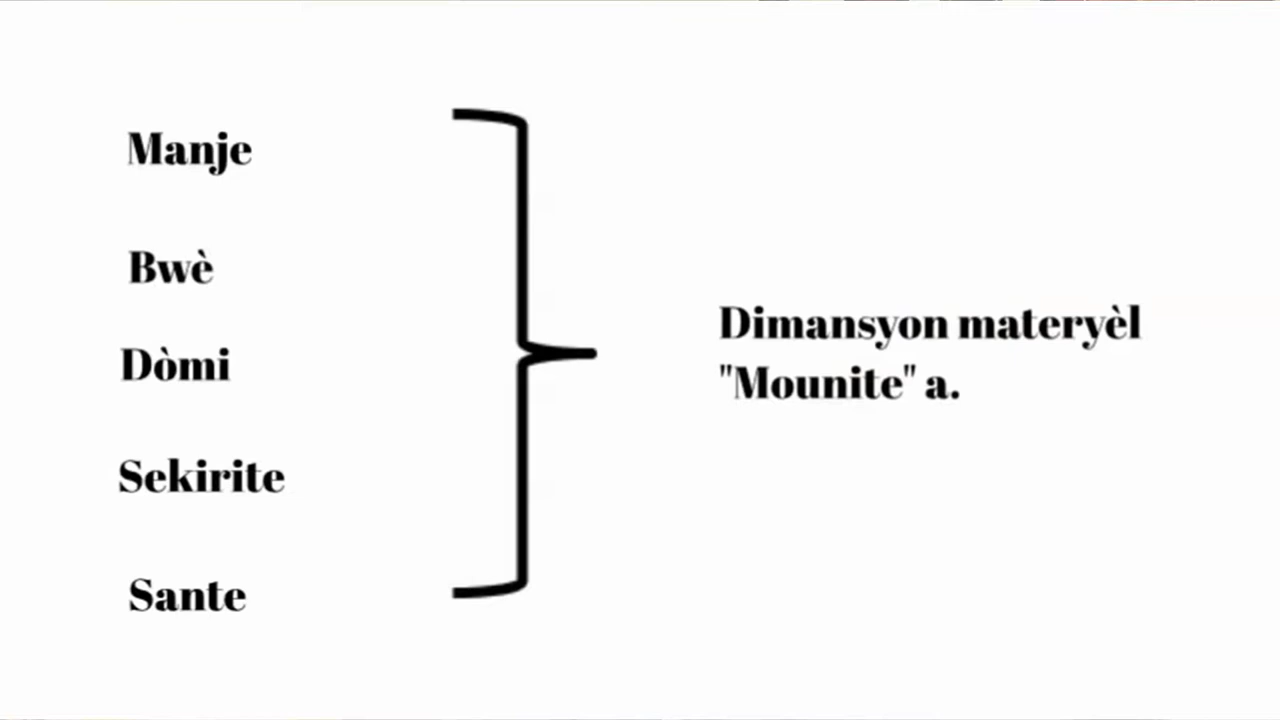 Manje
Bwè
Dòmi
Sekirite
Sante
Dimansyon materyèl
"Mounite" a.